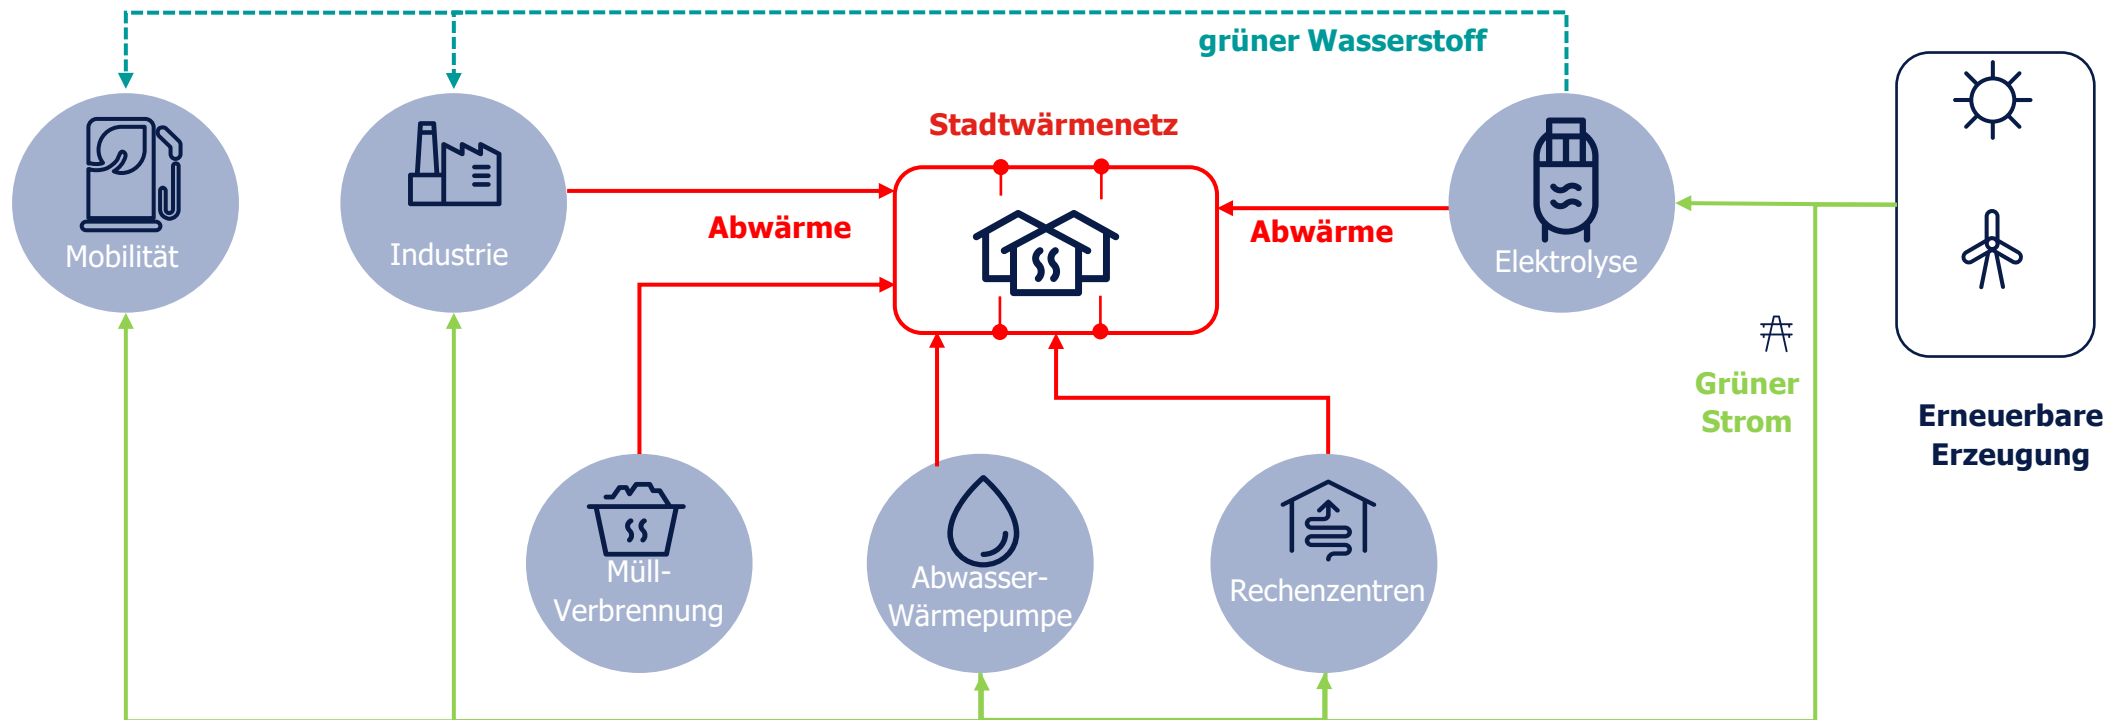 grüner Wasserstoff
Stadtwärmenetz
Mobilität
Industrie
Abwärme
Abwärme
Elektrolyse
Grüner
Strom
Erneuerbare
Erzeugung
Müll-
Verbrennung
Abwasser-
Wärmepumpe
Rechenzentren